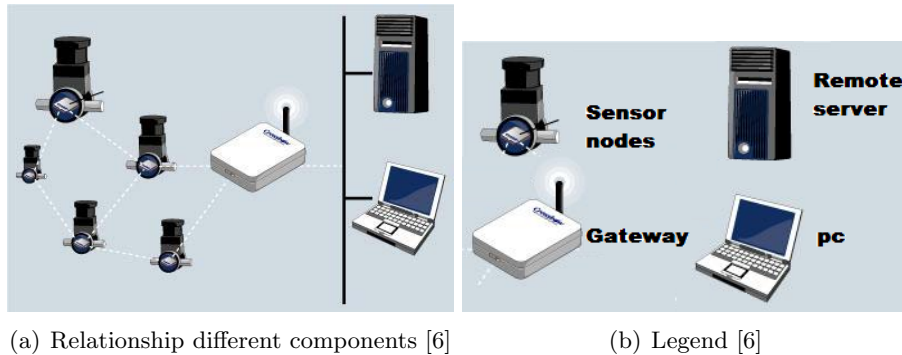 Sensor
nodes
Remote
server
Gateway
pc
(a) Relationship different components [6]
(b) Legend [6]